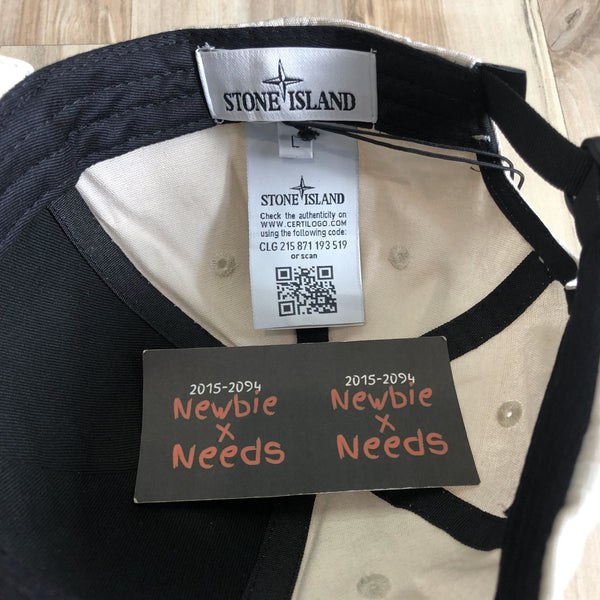 STONE ISLAND
L
STONE ISLAND
Check the authenticity on
WWW.CERTILOGO.COM
using the following code:
CLG 215 871 193 519
or scan
2015-2094
Newbie
x
Needs
2015-2094
Newbie
x
Needs